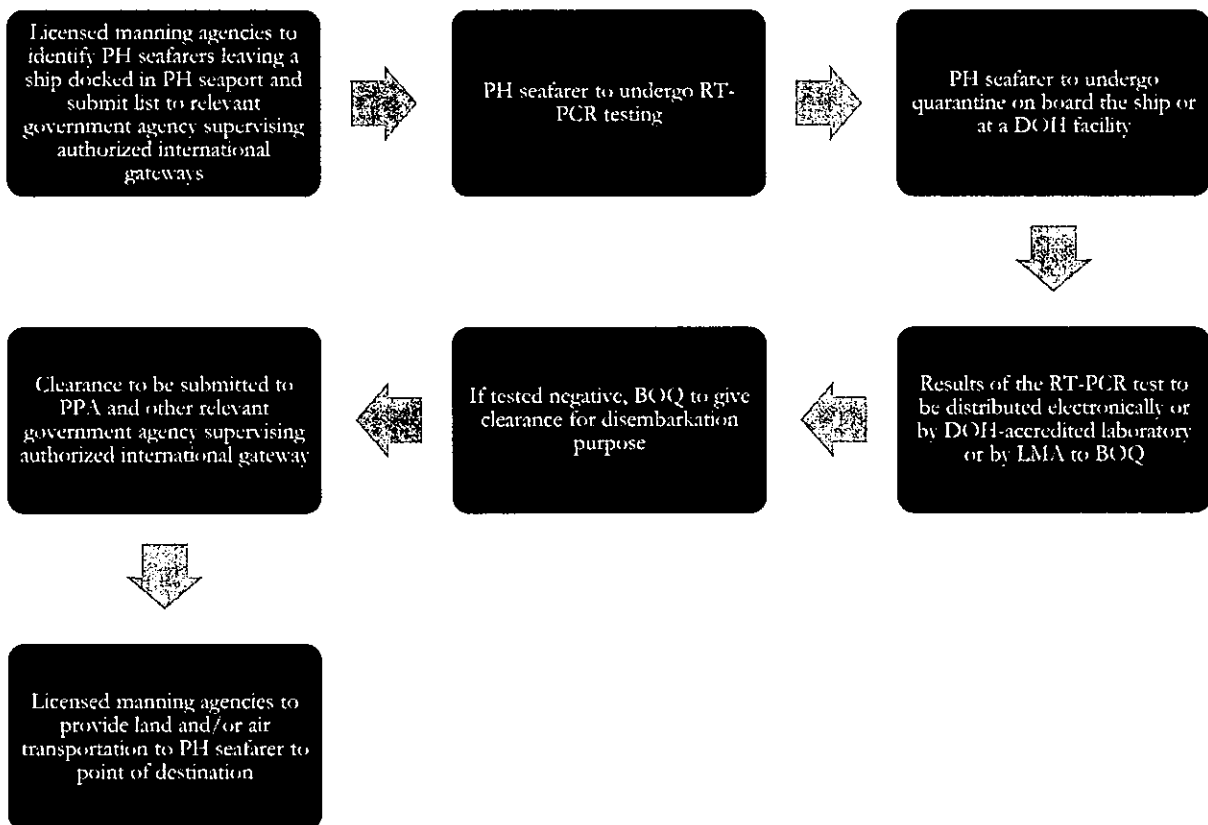 Licensed manning agencies to
identify PH seafarers leaving a
ship docked in PH seaport and
submit list to relevant
government agency supervising
authorized international
gateways
PH seafarer to undergo RT-
PCR testing
PH seafarer to undergo
quarantine on board the ship or
at a DOH facility
Results of the RT-PCR test to
be distributed electronically or
by DOH-accredited laboratory
or by LMA to BOQ
If tested negative, BOQ to give
clearance for disembarkation
purpose
Clearance to be submitted to
PPA and other relevant
government agency supervising
authorized international gateway
Licensed manning agencies to
provide land and/or air
transportation to PH seafarer to
point of destination